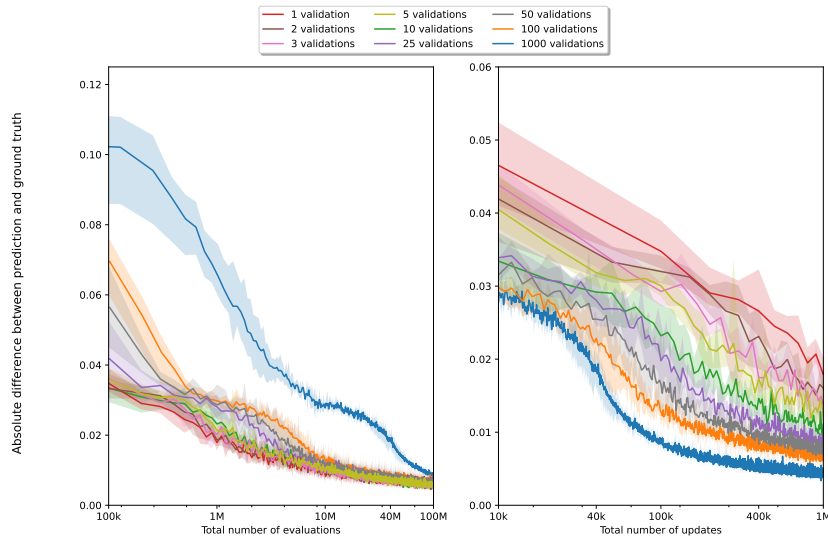 1 validation
2 validations
3 validations
5 validations
10 validations
25 validations
50 validations
100 validations
1000 validations
Absolute difference between prediction and ground truth
0.12
0.10
0.08
0.06
0.04
0.02
0.00
100k
1M
10M
40M
100M
Total number of evaluations
0.06
0.05
0.04
0.03
0.02
0.01
0.00
10k
40k
100k
400k
1M
Total number of updates